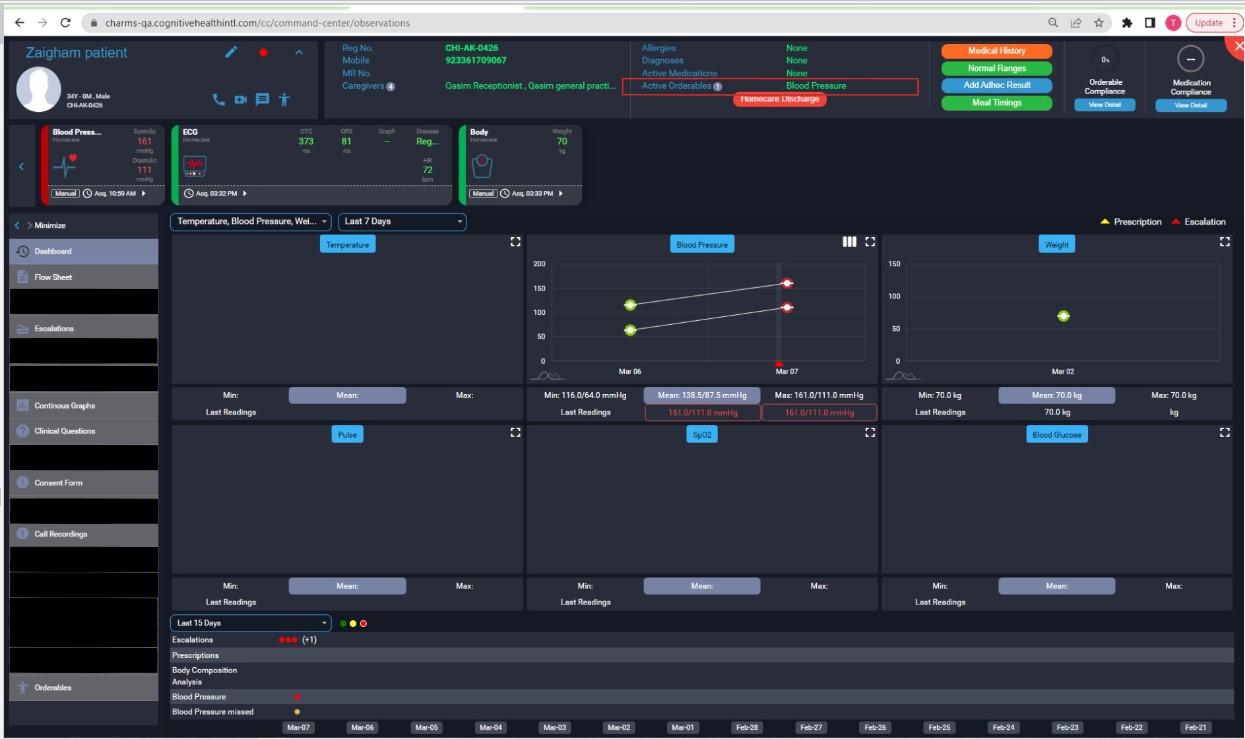 charms-qa.cognitivehealthintl.com/cc/command-center/observations
T
Update
Zaigham patient
34Y - 0M , Male
CHI-AK-0426
Reg No. CHI-AK-0426
Mobile 923361709067
MR No.
Caregivers 4 Qasim Receptionist , Qasim general practi...
Allergies None
Diagnoses None
Active Medications None
Active Orderables 1 Blood Pressure
Homecare Discharge
Medical History
Normal Ranges
Add Adhoc Result
Meal Timings
0%
Orderable
Compliance
View Detail
--
Medication
Compliance
View Detail
Blood Press...
Homecare
Systolic
161
mmHg
Diastolic
111
mmHg
Manual Acq. 10:59 AM
ECG
Homecare
QTC
373
ms
QRS
81
ms
Graph
--
Disease
Reg...
HR
72
bpm
Acq. 03:32 PM
Body
Homecare
Weight
70
kg
Manual Acq. 03:33 PM
Minimize
Dashboard
Flow Sheet
Escalations
Continous Graphs
Clinical Questions
Consent Form
Call Recordings
Orderables
Temperature, Blood Pressure, Wei... Last 7 Days
Prescription Escalation
Temperature
Min: Mean: Max:
Last Readings
Blood Pressure
200
150
100
50
0
Mar 06 Mar 07
Min: 116.0/64.0 mmHg Mean: 138.5/87.5 mmHg Max: 161.0/111.0 mmHg
Last Readings 161.0/111.0 mmHg 161.0/111.0 mmHg
Weight
150
100
50
0
Mar 02
Min: 70.0 kg Mean: 70.0 kg Max: 70.0 kg
Last Readings 70.0 kg kg
Pulse
Min: Mean: Max:
Last Readings
SpO2
Min: Mean: Max:
Last Readings
Blood Glucose
Min: Mean: Max:
Last Readings
Last 15 Days
Escalations (+1)
Prescriptions
Body Composition
Analysis
Blood Pressure
Blood Pressure missed
Mar-07 Mar-06 Mar-05 Mar-04 Mar-03 Mar-02 Mar-01 Feb-28 Feb-27 Feb-26 Feb-25 Feb-24 Feb-23 Feb-22 Feb-21